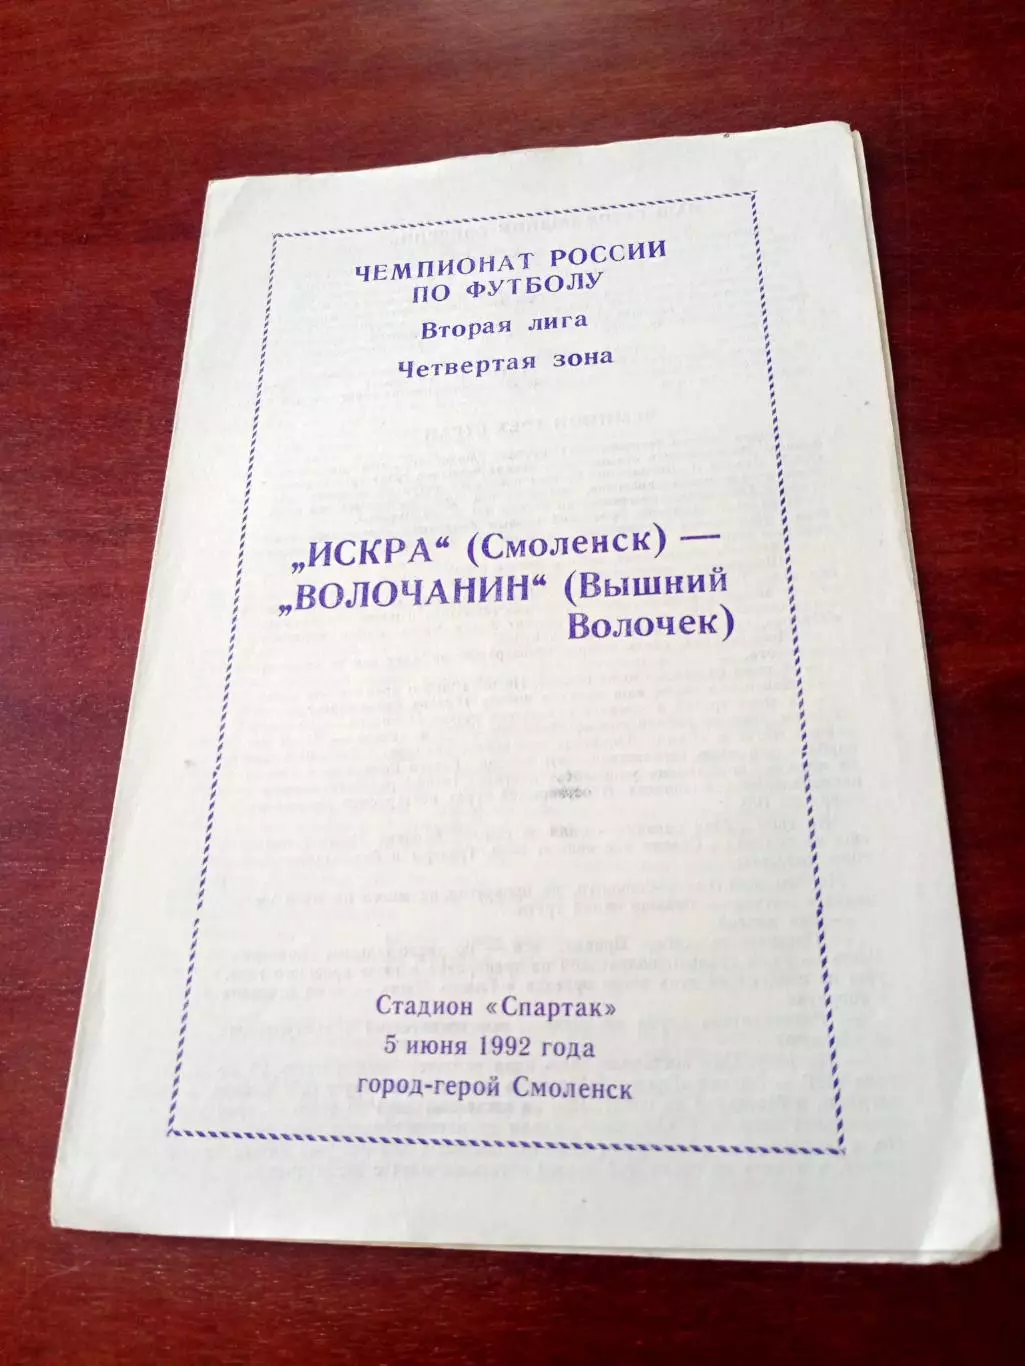 ЧЕМПИОНАТ РОССИИ
ПО ФУТБОЛУ
Вторая лига
Четвертая зона
„ИСКРА“ (Смоленск) —
„ВОЛОЧАНИН“ (Вышний
Волочек)
Стадион «Спартак»
5 июня 1992 года
город-герой Смоленск